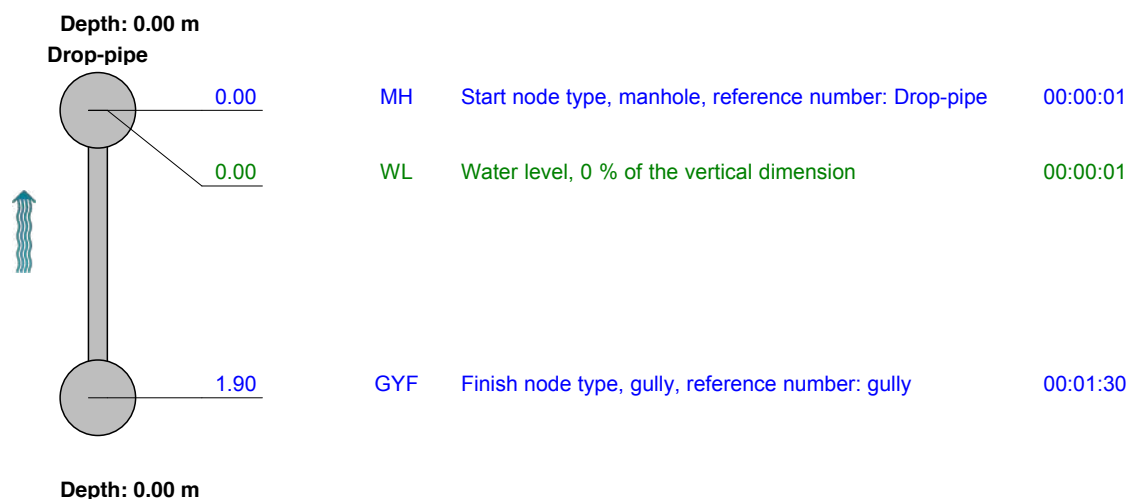 Depth: 0.00 m
Drop-pipe
0.00 MH Start node type, manhole, reference number: Drop-pipe 00:00:01
0.00 WL Water level, 0 % of the vertical dimension 00:00:01
1.90 GYF Finish node type, gully, reference number: gully 00:01:30
Depth: 0.00 m